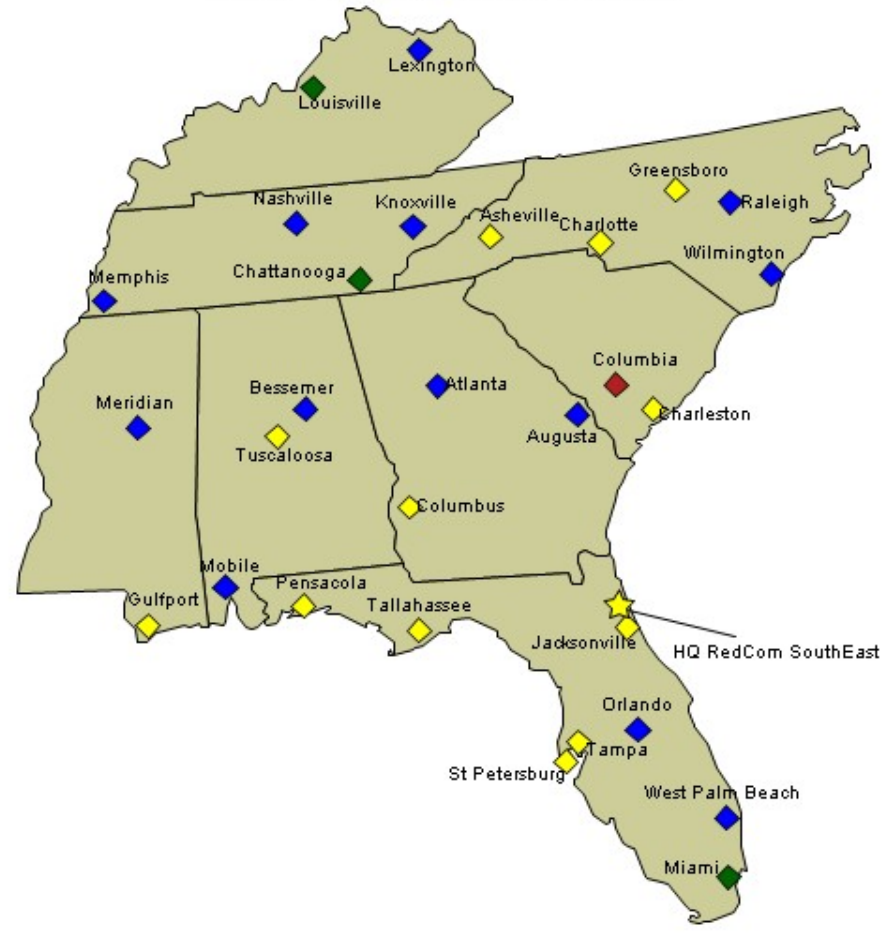 Lexington
Louisville
Greensboro
Nashville
Knoxville
Raleigh
Asheville
Charlotte
Wilmington
Chattanooga
Memphis
Columbia
Bessemer
Atlanta
Meridian
Charleston
Augusta
Tuscaloosa
Columbus
Mobile
Pensacola
Gulfport
Tallahassee
Jacksonville
HQ RedCom SouthEast
Orlando
Tampa
St Petersburg
West Palm Beach
Miami